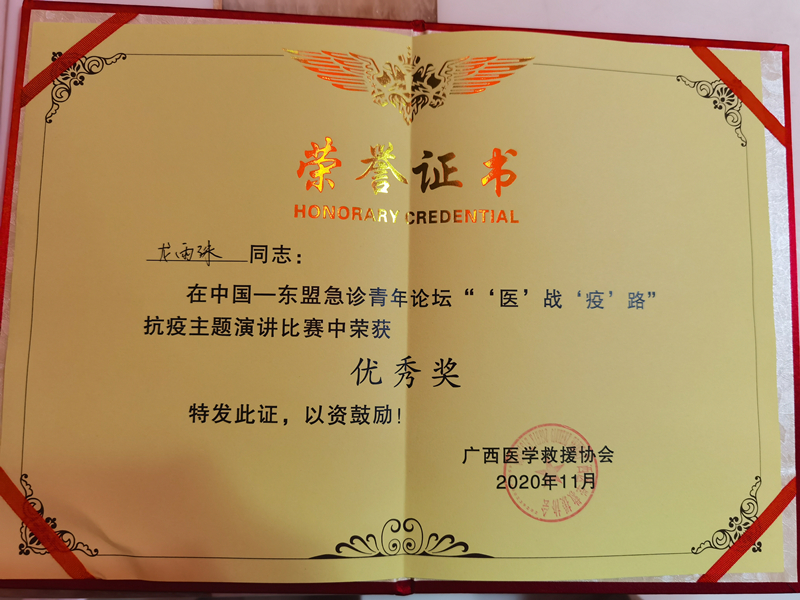 荣誉证书
HONORARY CREDENTIAL
龙雨珠 同志：
在中国—东盟急诊青年论坛“‘医’战‘疫’路”
抗疫主题演讲比赛中荣获
优秀奖
特发此证，以资鼓励！
广西医学救援协会
2020年11月